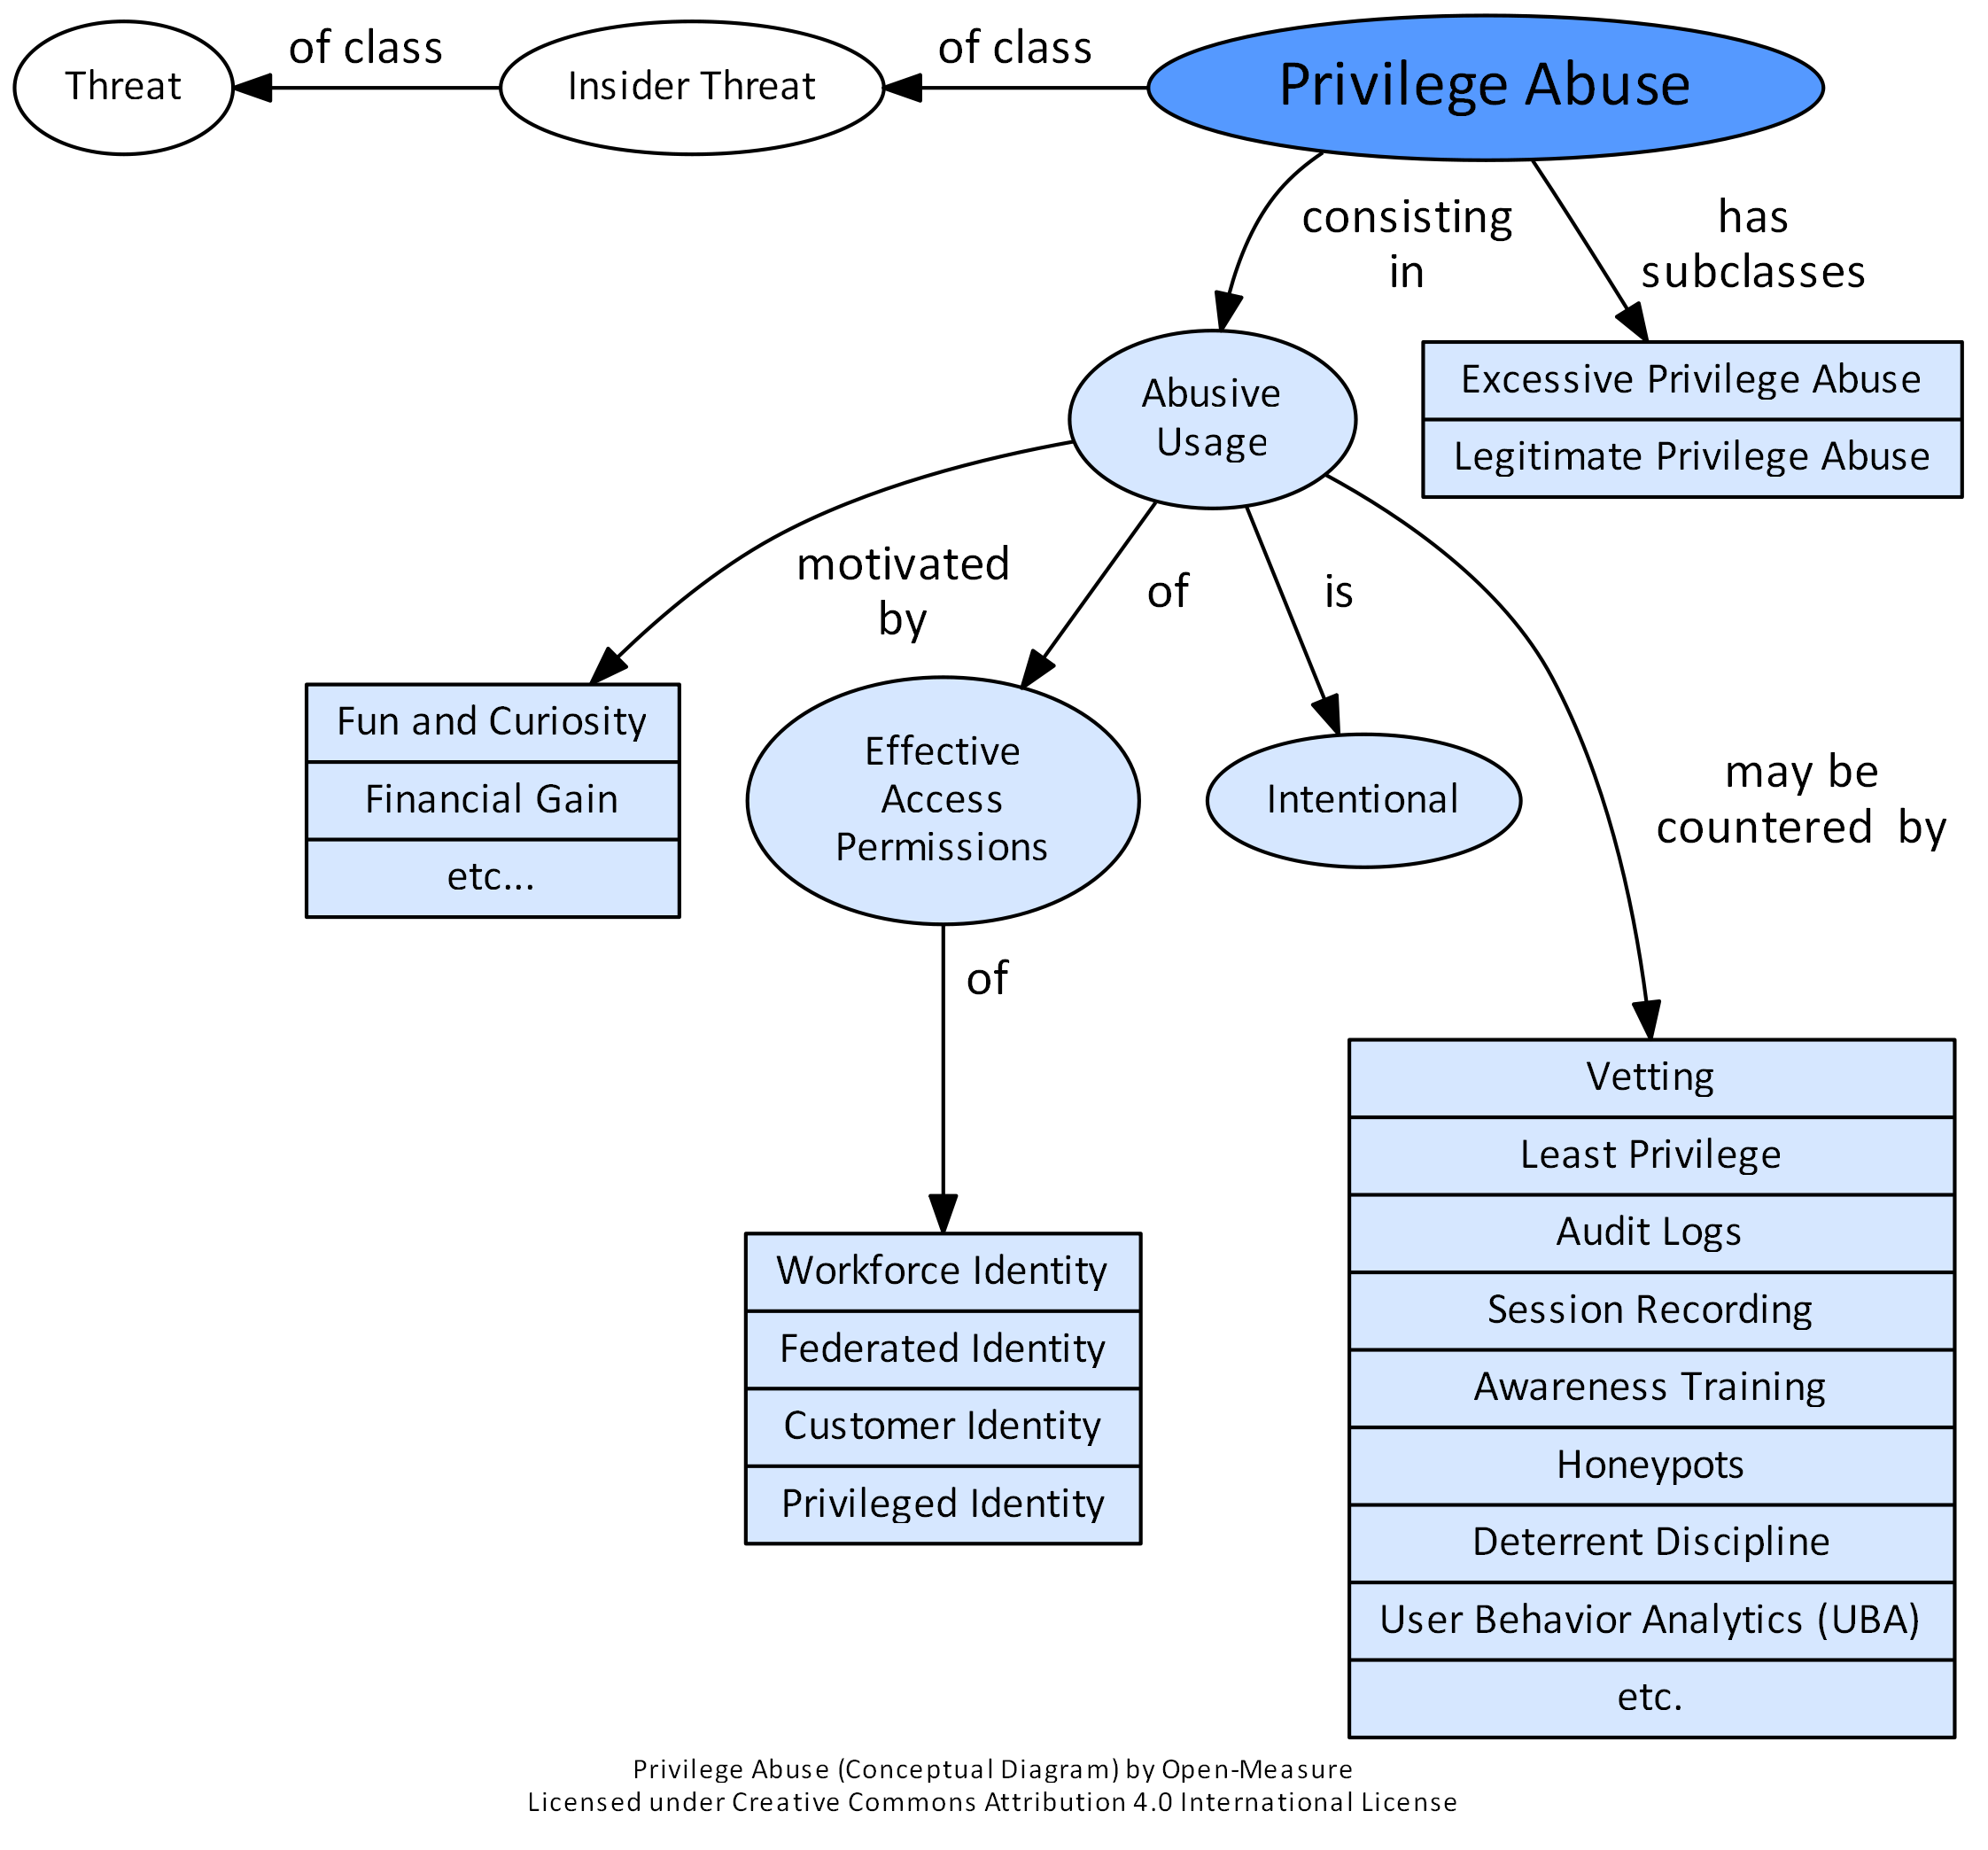 Threat
of class
Insider Threat
of class
Privilege Abuse
consisting
in
has
subclasses
Abusive
Usage
Excessive Privilege Abuse
Legitimate Privilege Abuse
motivated
by
of
is
may be
countered by
Fun and Curiosity
Financial Gain
etc...
Effective
Access
Permissions
Intentional
of
Workforce Identity
Federated Identity
Customer Identity
Privileged Identity
Vetting
Least Privilege
Audit Logs
Session Recording
Awareness Training
Honeypots
Deterrent Discipline
User Behavior Analytics (UBA)
etc.
Privilege Abuse (Conceptual Diagram) by Open-Measure
Licensed under Creative Commons Attribution 4.0 International License